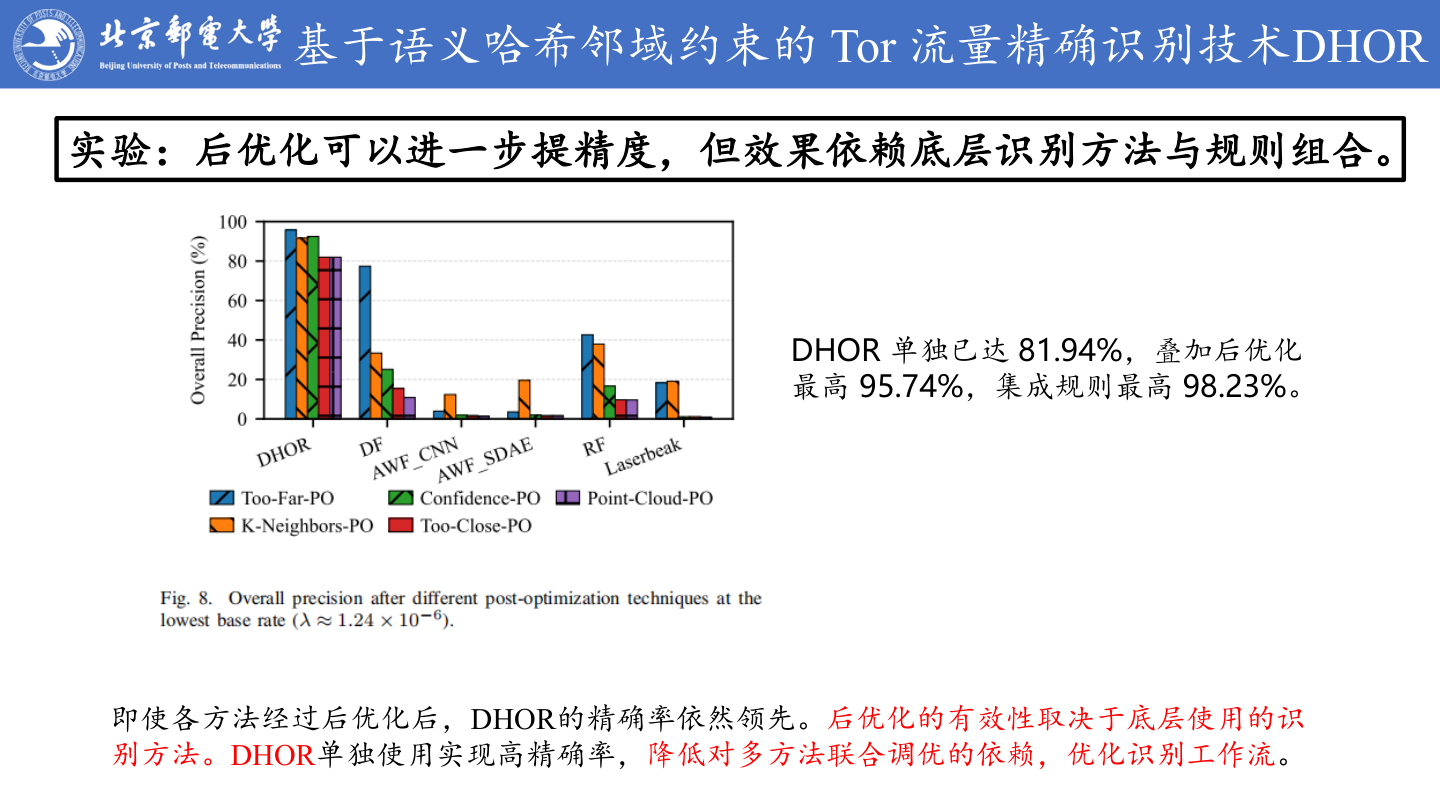 北京邮电大学
Beijing University of Posts and Telecommunications
基于语义哈希邻域约束的 Tor 流量精确识别技术DHOR
实验：后优化可以进一步提精度，但效果依赖底层识别方法与规则组合。
100
80
60
40
20
0
Overall Precision (%)
DHOR
DF
AWF_CNN
AWF_SDAE
RF
Laserbeak
Too-Far-PO
Confidence-PO
Point-Cloud-PO
K-Neighbors-PO
Too-Close-PO
DHOR 单独已达 81.94%，叠加后优化
最高 95.74%，集成规则最高 98.23%。
Fig. 8. Overall precision after different post-optimization techniques at the
lowest base rate (λ ≈ 1.24 × 10⁻⁶).
即使各方法经过后优化后，DHOR的精确率依然领先。后优化的有效性取决于底层使用的识
别方法。DHOR单独使用实现高精确率，降低对多方法联合调优的依赖，优化识别工作流。